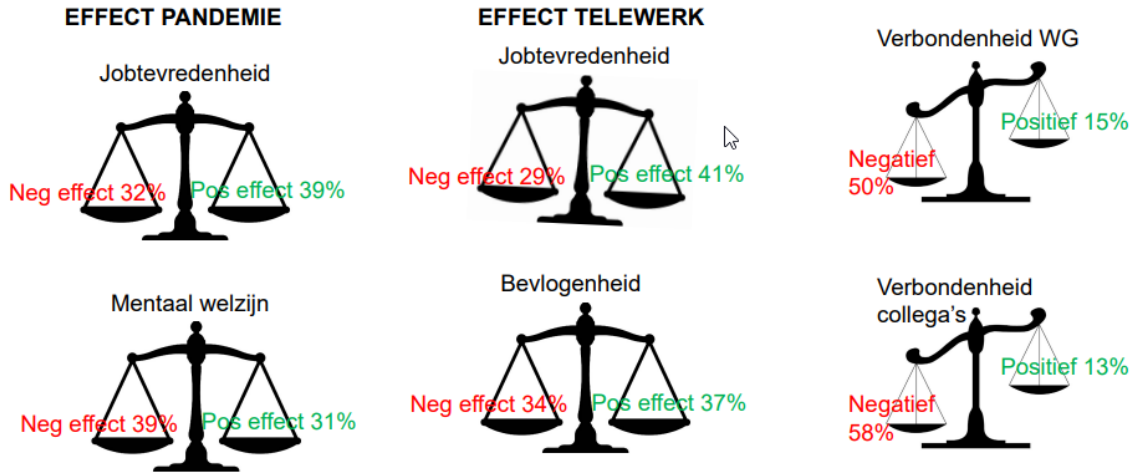 EFFECT PANDEMIE
Jobtevredenheid
Neg effect 32%
Pos effect 39%
Mentaal welzijn
Neg effect 39%
Pos effect 31%
EFFECT TELEWERK
Jobtevredenheid
Neg effect 29%
Pos effect 41%
Bevlogenheid
Neg effect 34%
Pos effect 37%
Verbondenheid WG
Positief 15%
Negatief
50%
Verbondenheid
collega's
Positief 13%
Negatief
58%